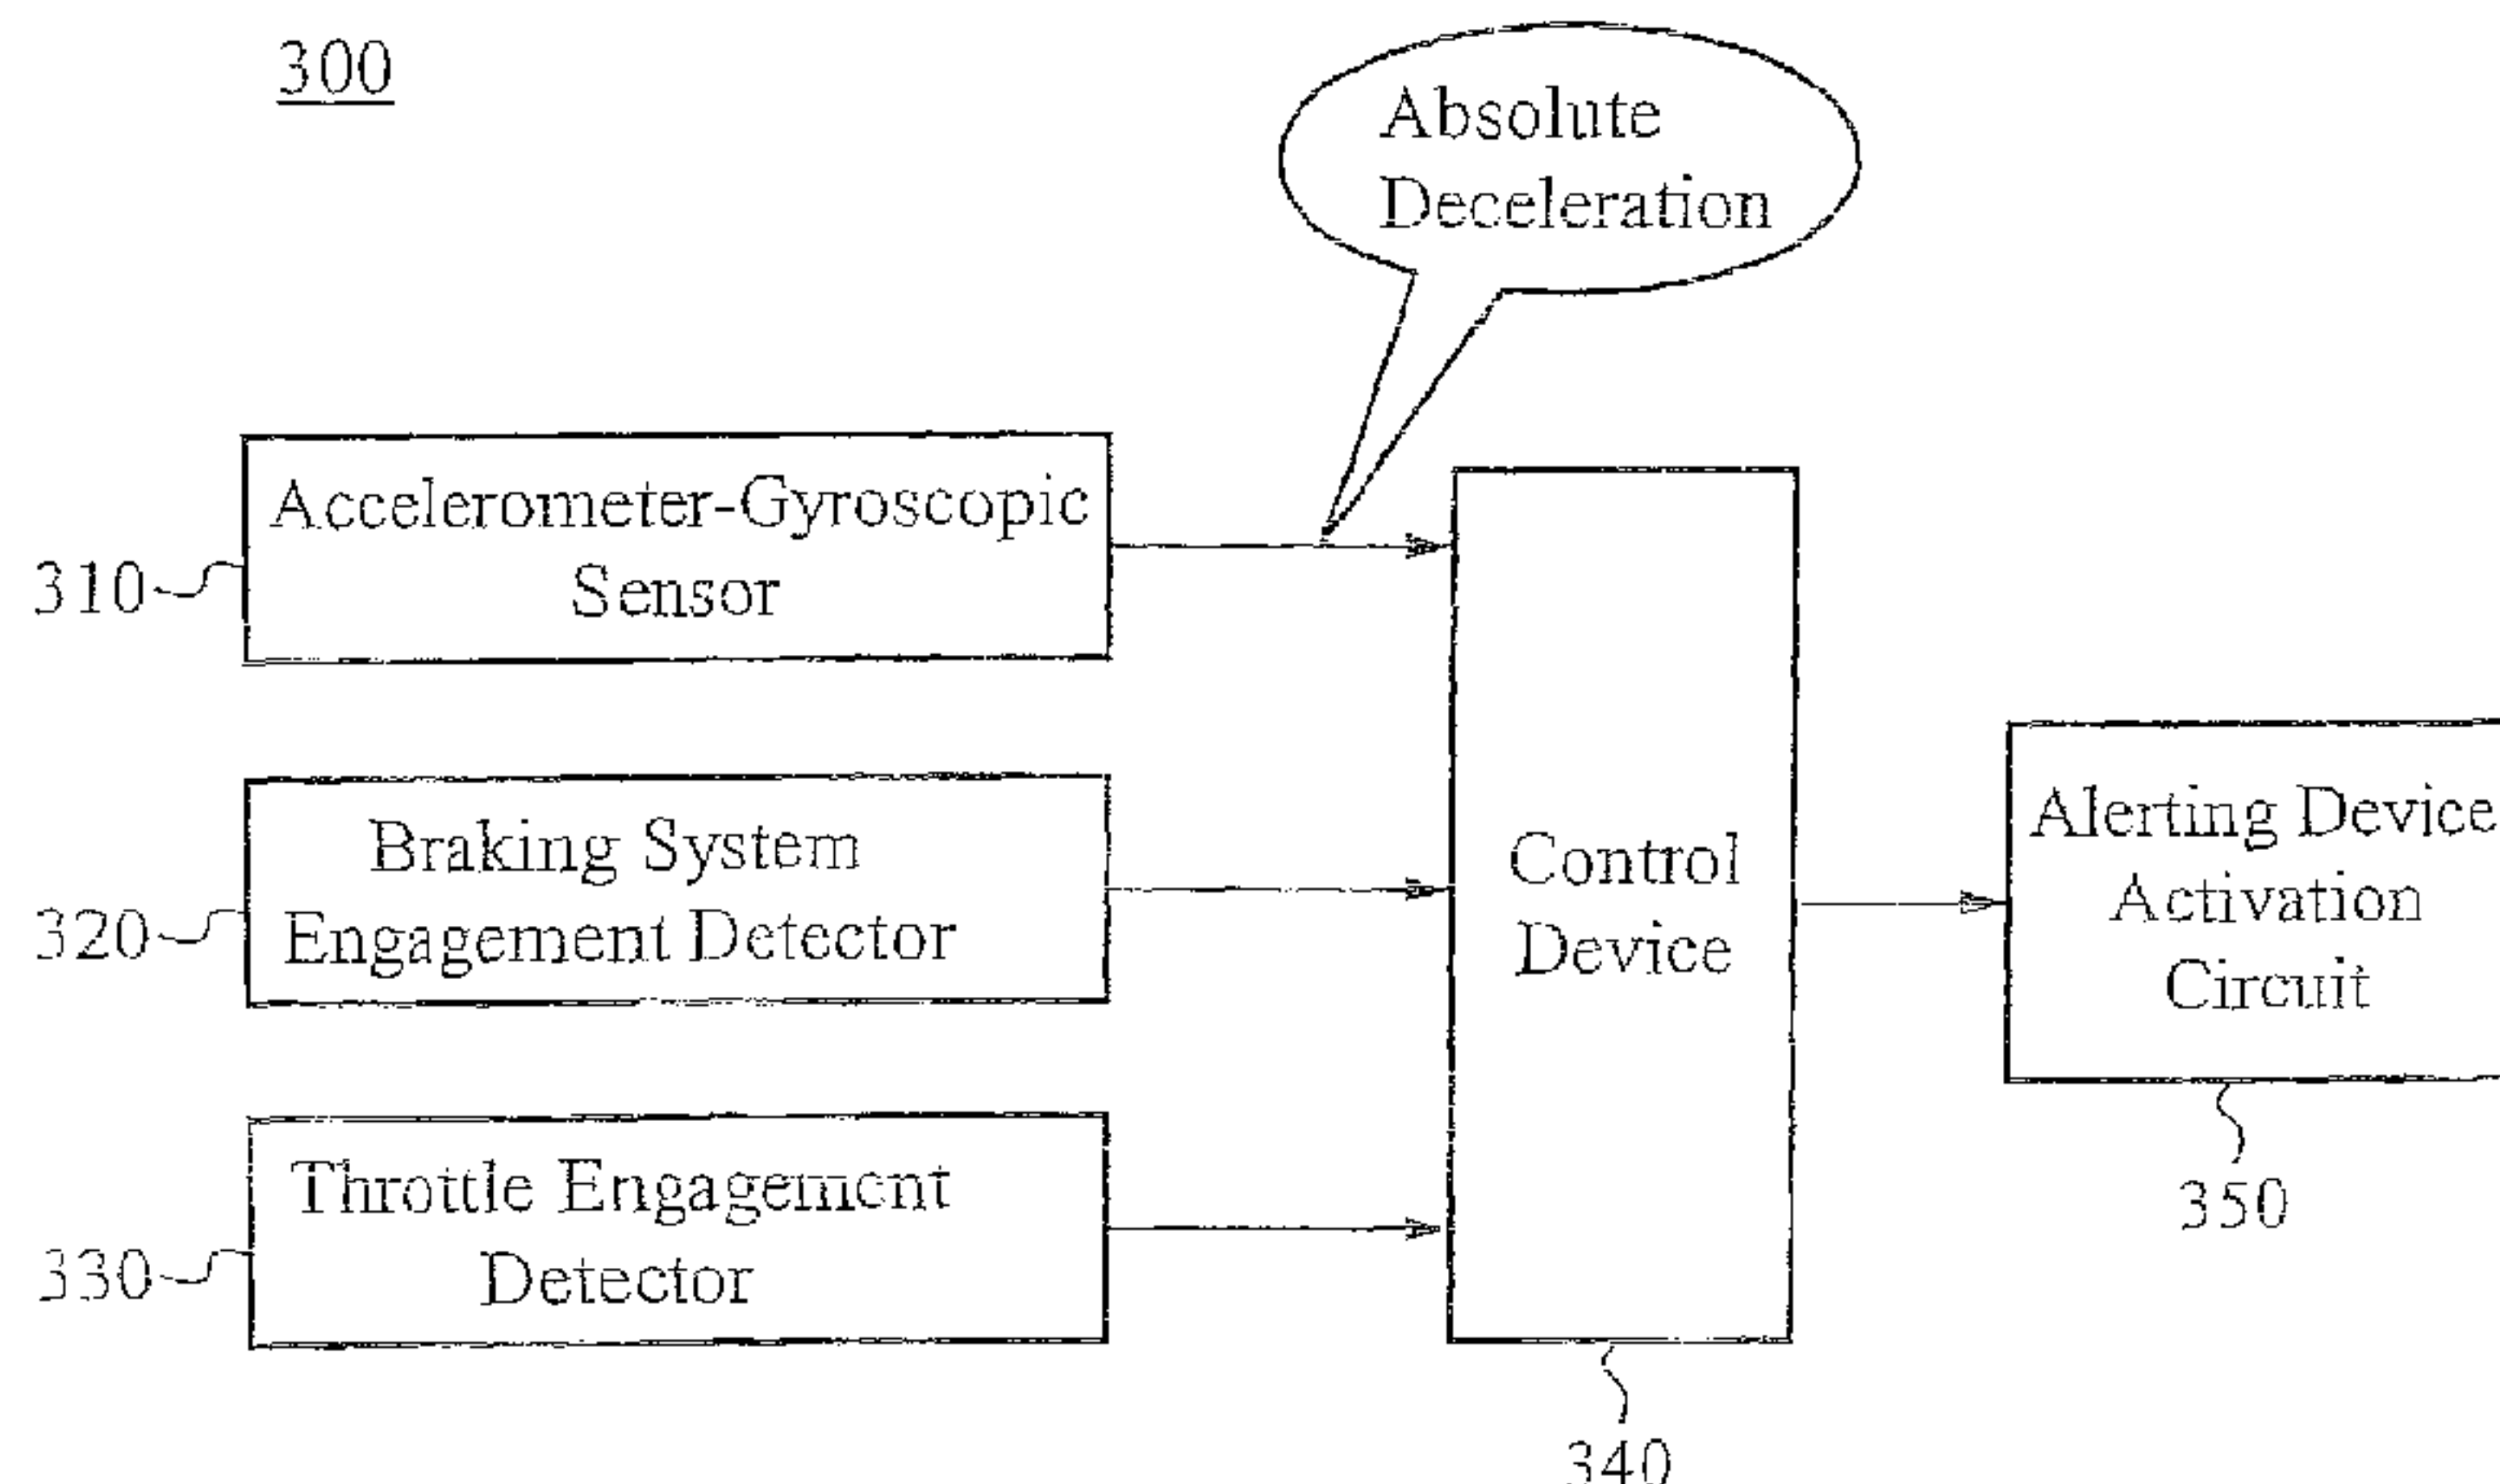 300
Absolute
Deceleration
Accelerometer-Gyroscopic
Sensor
310
Braking System
Engagement Detector
320
Throttle Engagement
Detector
330
Control
Device
340
Alerting Device
Activation
Circuit
350